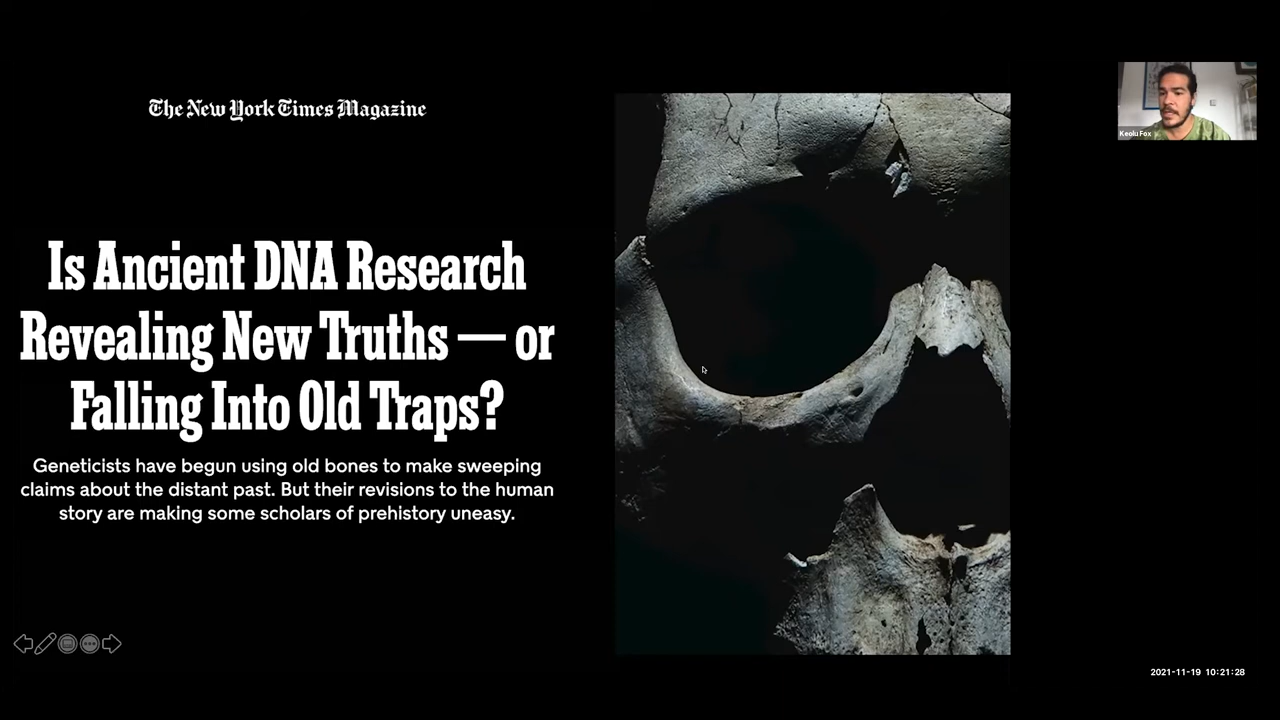 The New York Times Magazine
Is Ancient DNA Research
Revealing New Truths — or
Falling Into Old Traps?
Geneticists have begun using old bones to make sweeping
claims about the distant past. But their revisions to the human
story are making some scholars of prehistory uneasy.
Keolu Fox
2021-11-19 10:21:28